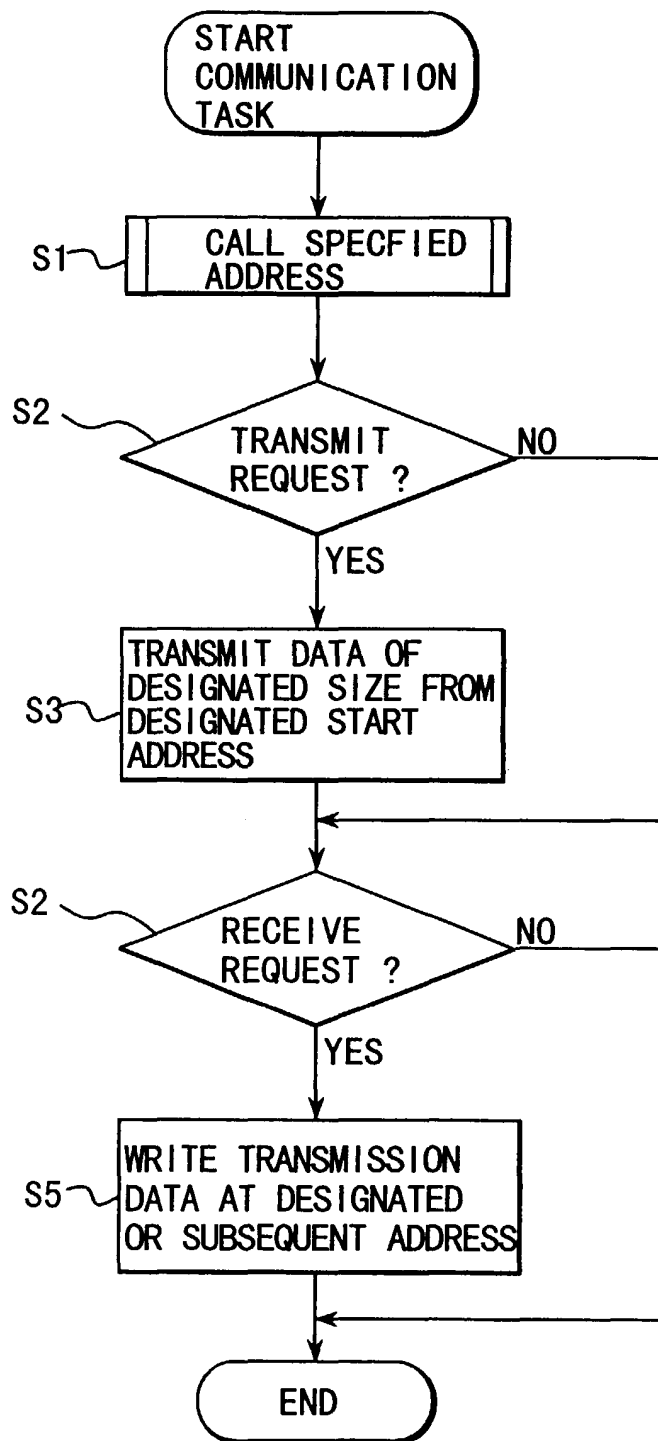 START
COMMUNICATION
TASK
S1
CALL SPECFIED
ADDRESS
S2
TRANSMIT
REQUEST ?
NO
YES
S3
TRANSMIT DATA OF
DESIGNATED SIZE FROM
DESIGNATED START
ADDRESS
S2
RECEIVE
REQUEST ?
NO
YES
S5
WRITE TRANSMISSION
DATA AT DESIGNATED
OR SUBSEQUENT ADDRESS
END